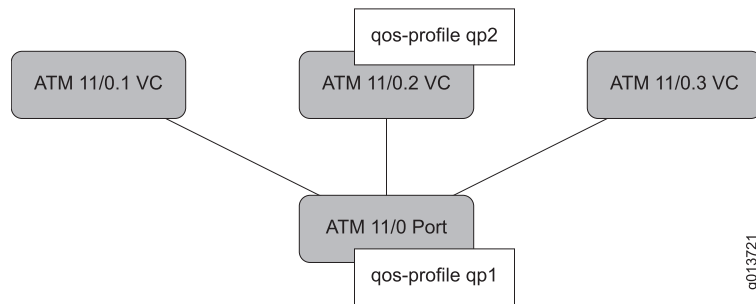 qos-profile qp2
ATM 11/0.1 VC
ATM 11/0.2 VC
ATM 11/0.3 VC
ATM 11/0 Port
qos-profile qp1
g013721